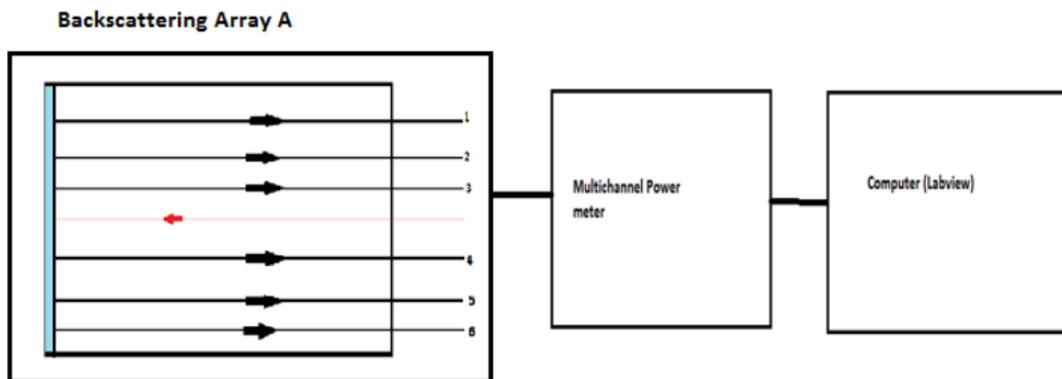 Backscattering Array A
1
2
3
4
5
6
Multichannel Power
meter
Computer (Labview)